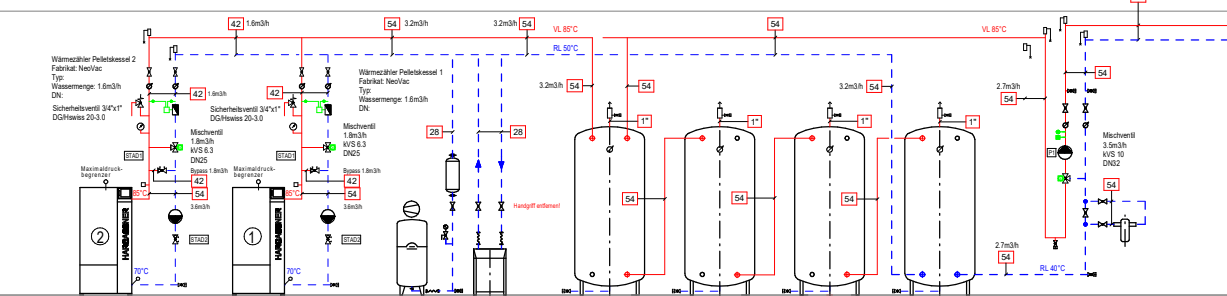 42
1.6m3/h
54
3.2m3/h
3.2m3/h
54
VL 85°C
54
VL 85°C
RL 50°C
Wärmezähler Pelletskessel 2
Fabrikat: NeoVac
Typ:
Wassermenge: 1.6m3/h
DN:
Sicherheitsventil 3/4"x1"
DG/Hswiss 20-3.0
42
1.6m3/h
Mischventil
1.8m3/h
kVS 6.3
DN25
STAD1
Maximaldruck-
begrenzer
Bypass 1.8m3/h
42
54
85°C
3.6m3/h
STAD2
2
HARGASSNER
70°C
42
Sicherheitsventil 3/4"x1"
DG/Hswiss 20-3.0
Wärmezähler Pelletskessel 1
Fabrikat: NeoVac
Typ:
Wassermenge: 1.6m3/h
DN:
Mischventil
1.8m3/h
kVS 6.3
DN25
STAD1
Maximaldruck-
begrenzer
Bypass 1.8m3/h
42
54
85°C
3.6m3/h
STAD2
1
HARGASSNER
70°C
28
28
Handgriff entfernen!
3.2m3/h
54
54
3.2m3/h
54
1"
1"
1"
1"
54
54
54
2.7m3/h
54
54
P1
Mischventil
3.5m3/h
kVS 10
DN32
54
2.7m3/h
54
RL 40°C